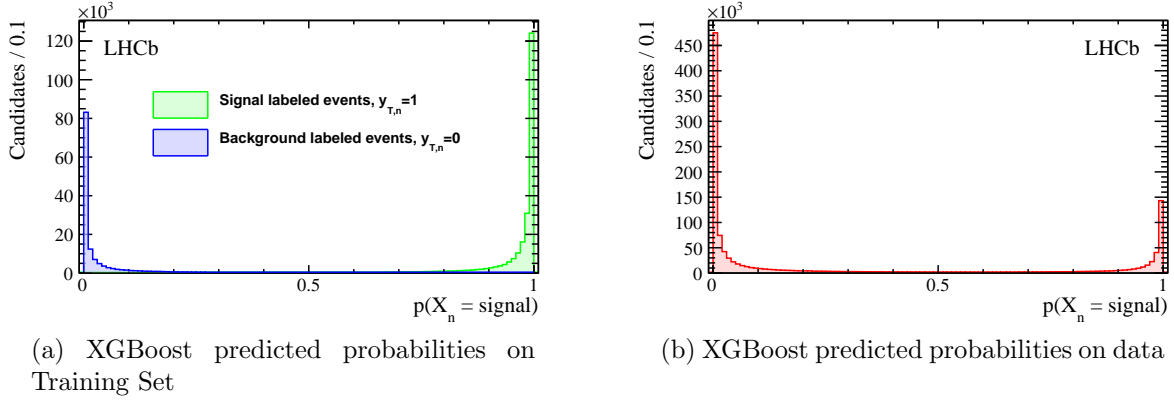 ×10³
120
100
80
60
40
20
0
Candidates / 0.1
LHCb
Signal labeled events, y_T,n=1
Background labeled events, y_T,n=0
0
0.5
1
p(X_n = signal)
(a) XGBoost predicted probabilities on
Training Set
×10³
450
400
350
300
250
200
150
100
50
0
Candidates / 0.1
LHCb
0
0.5
1
p(X_n = signal)
(b) XGBoost predicted probabilities on data